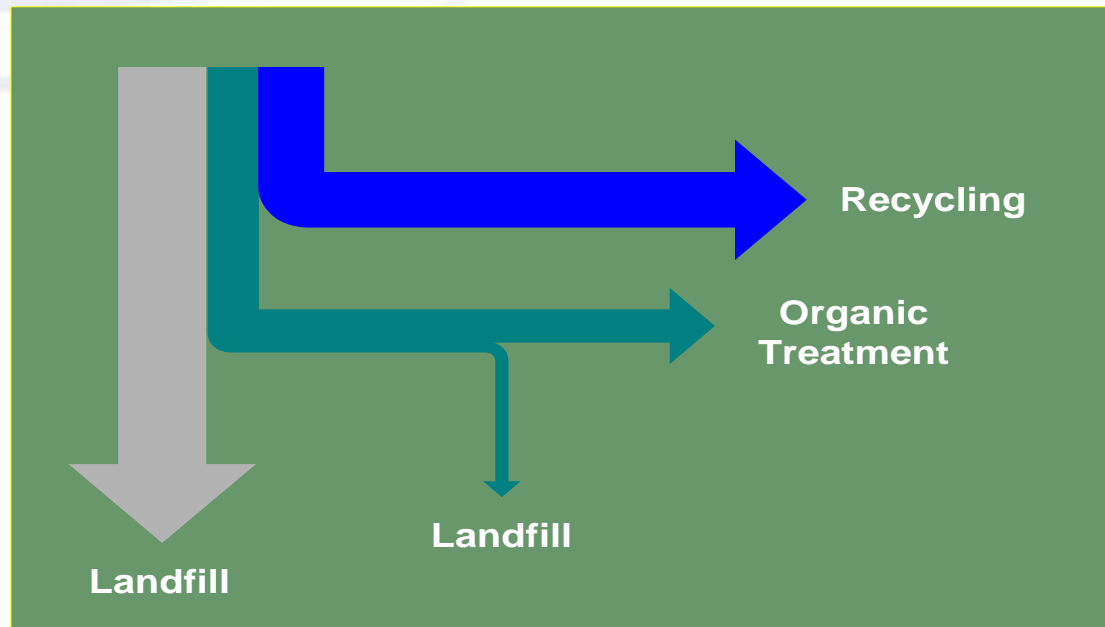 Recycling
Organic
Treatment
Landfill
Landfill